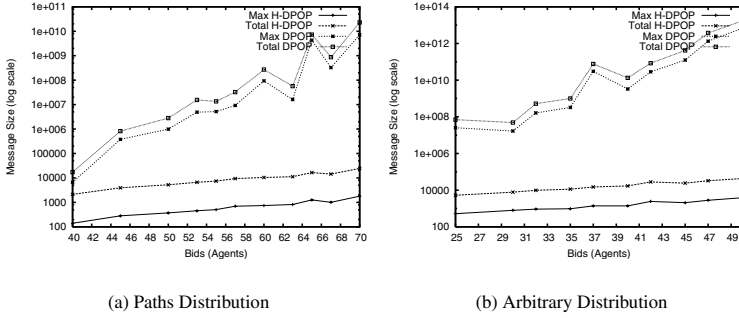 1e+011
1e+010
1e+009
1e+008
1e+007
1e+006
100000
10000
1000
100
Message Size (log scale)
Max H-DPOP
Total H-DPOP
Max DPOP
Total DPOP
40 42 44 46 48 50 52 54 56 58 60 62 64 66 68 70
Bids (Agents)
(a) Paths Distribution
1e+014
1e+012
1e+010
1e+008
1e+006
10000
100
Message Size (log scale)
Max H-DPOP
Total H-DPOP
Max DPOP
Total DPOP
25 27 29 31 33 35 37 39 41 43 45 47 49
Bids (Agents)
(b) Arbitrary Distribution